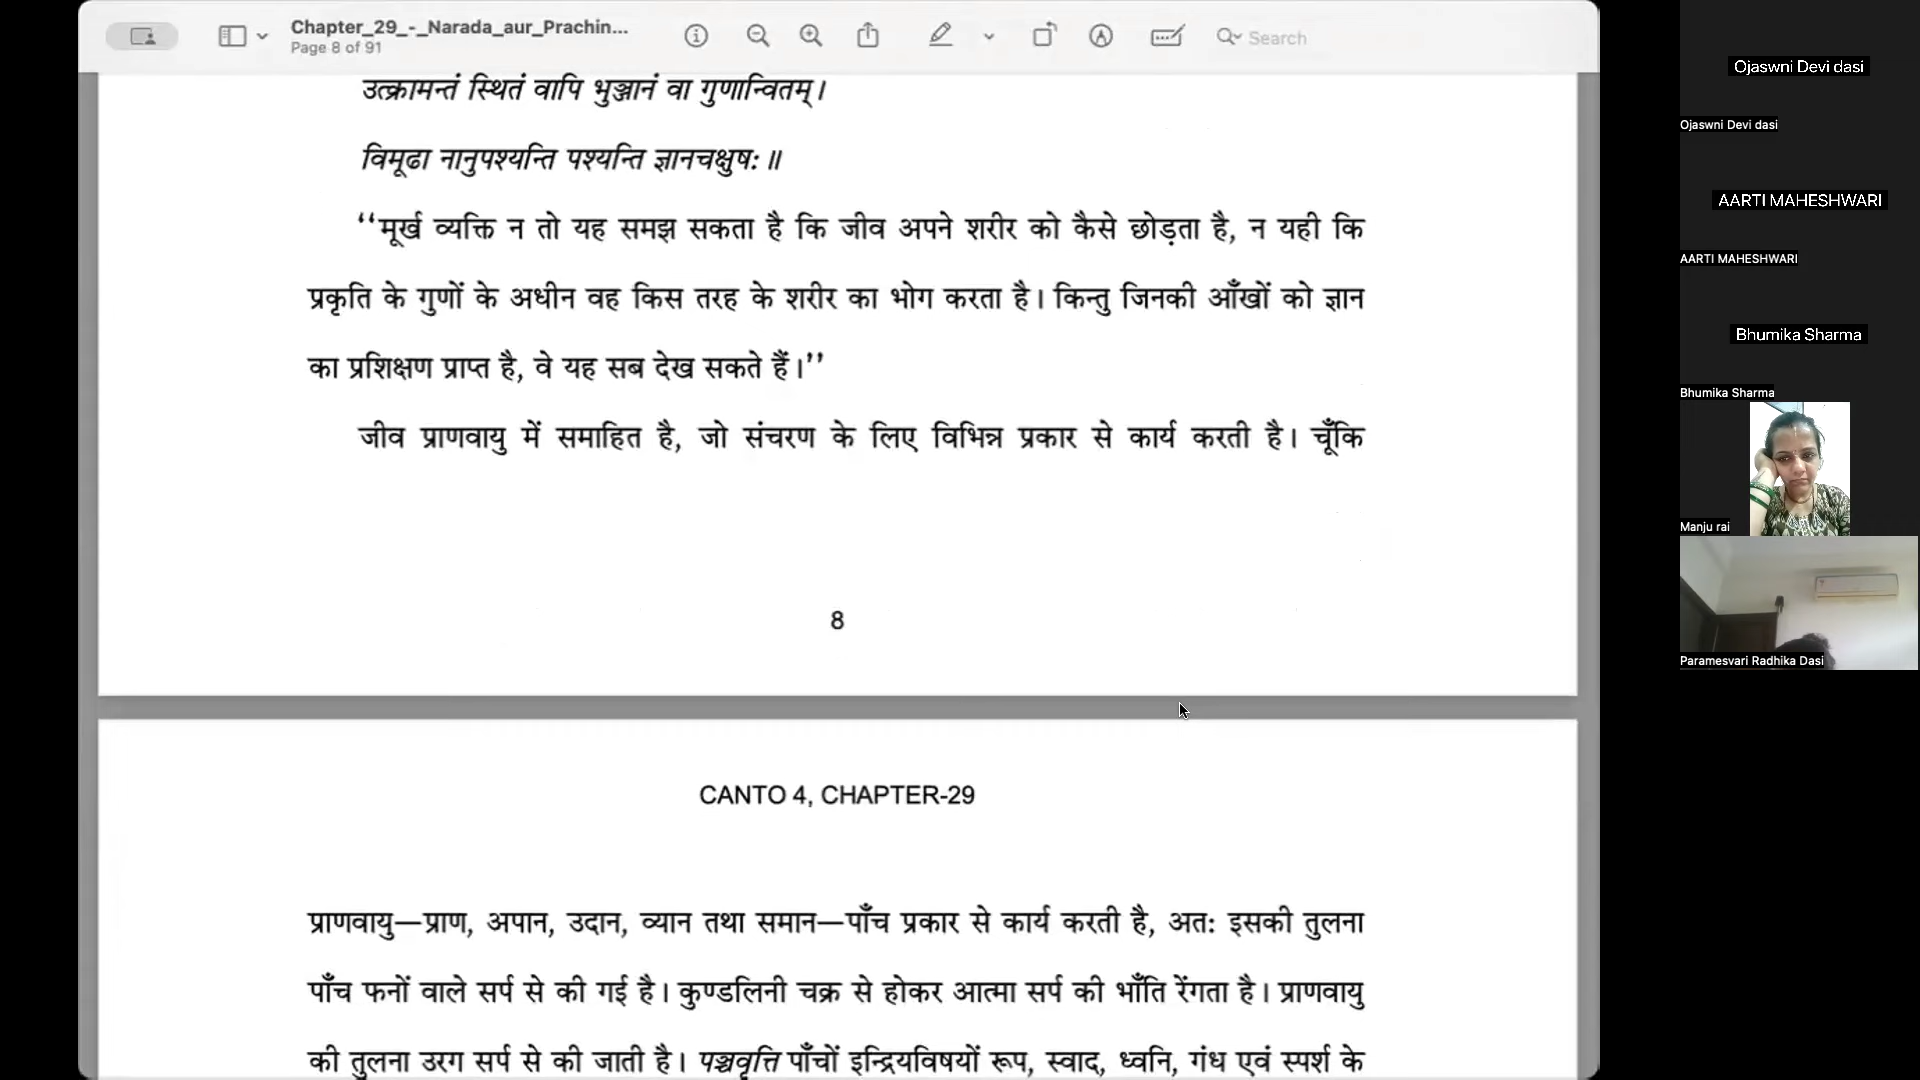 Chapter_29_-_Narada_aur_Prachin...
Page 8 of 91
Search
उत्क्रामन्तं स्थितं वापि भुञ्जानं वा गुणान्वितम्।
विमूढा नानुपश्यन्ति पश्यन्ति ज्ञानचक्षुषः॥
‘‘मूर्ख व्यक्ति न तो यह समझ सकता है कि जीव अपने शरीर को कैसे छोड़ता है, न यही कि
प्रकृति के गुणों के अधीन वह किस तरह के शरीर का भोग करता है। किन्तु जिनकी आँखों को ज्ञान
का प्रशिक्षण प्राप्त है, वे यह सब देख सकते हैं।’’
जीव प्राणवायु में समाहित है, जो संचरण के लिए विभिन्न प्रकार से कार्य करती है। चूँकि
8
CANTO 4, CHAPTER-29
प्राणवायु—प्राण, अपान, उदान, व्यान तथा समान—पाँच प्रकार से कार्य करती है, अतः इसकी तुलना
पाँच फनों वाले सर्प से की गई है। कुण्डलिनी चक्र से होकर आत्मा सर्प की भाँति रेंगता है। प्राणवायु
की तुलना उरग सर्प से की जाती है। पञ्चवृत्ति पाँचों इन्द्रियविषयों रूप, स्वाद, ध्वनि, गंध एवं स्पर्श के
Ojaswni Devi dasi
Ojaswni Devi dasi
AARTI MAHESHWARI
AARTI MAHESHWARI
Bhumika Sharma
Bhumika Sharma
Manju rai
Paramesvari Radhika Dasi